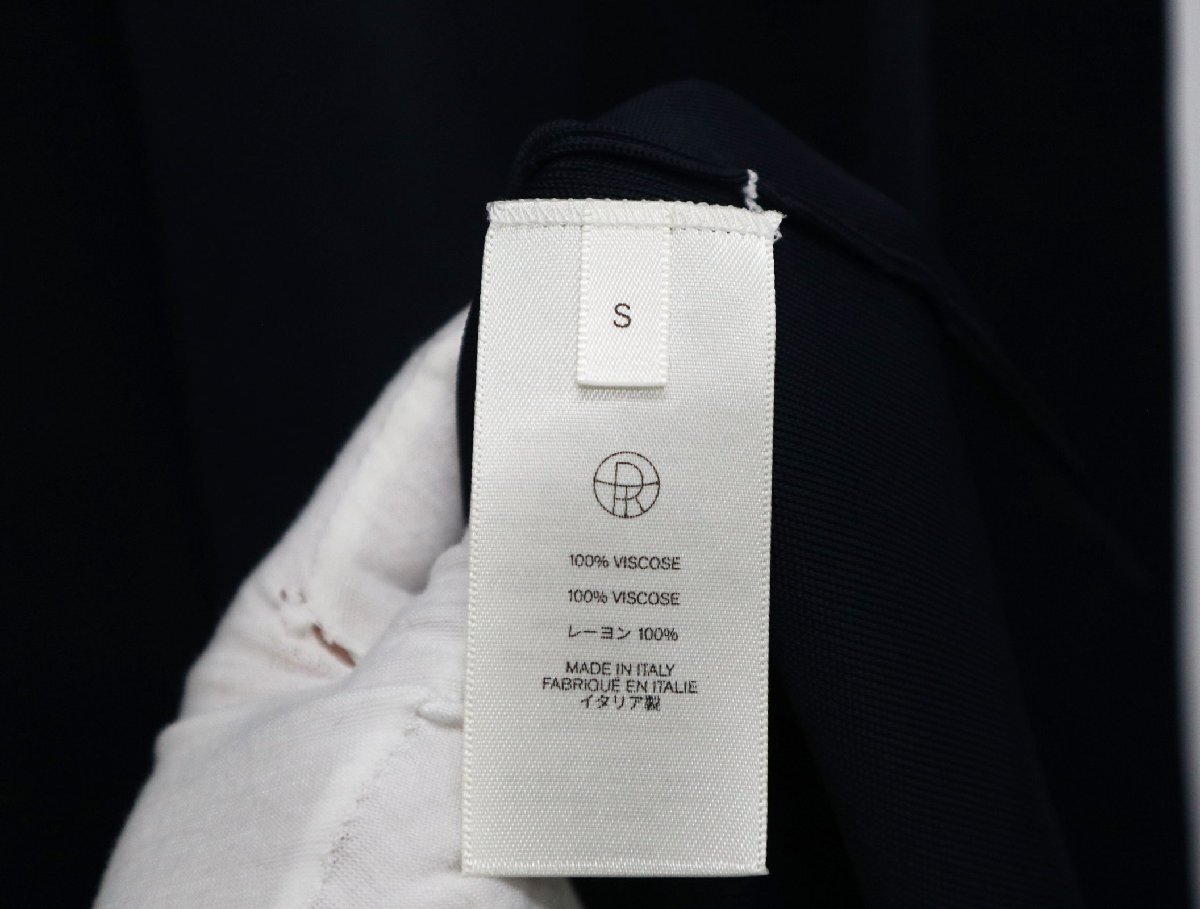 S
100% VISCOSE
100% VISCOSE
レーヨン 100%
MADE IN ITALY
FABRIQUÉ EN ITALIE
イタリア製